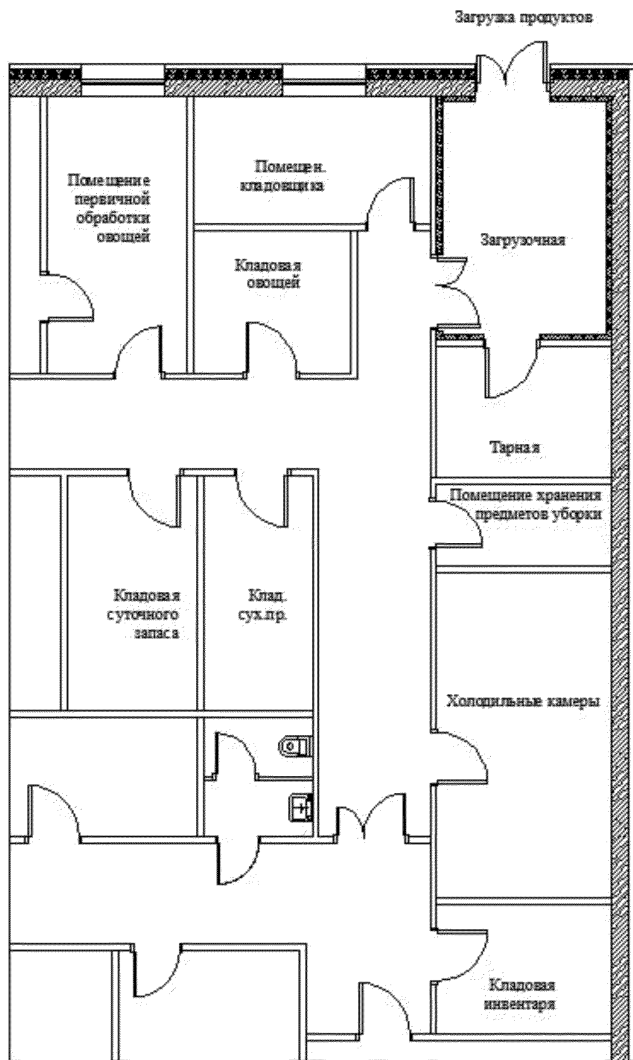 Загрузка продуктов
Помещение
первичной
обработки
овощей
Помещен.
кладовщика
Загрузочная
Кладовая
овощей
Тарная
Помещение хранения
предметов уборки
Кладовая
суточного
запаса
Клад.
сух.пр.
Холодильные камеры
Кладовая
инвентаря